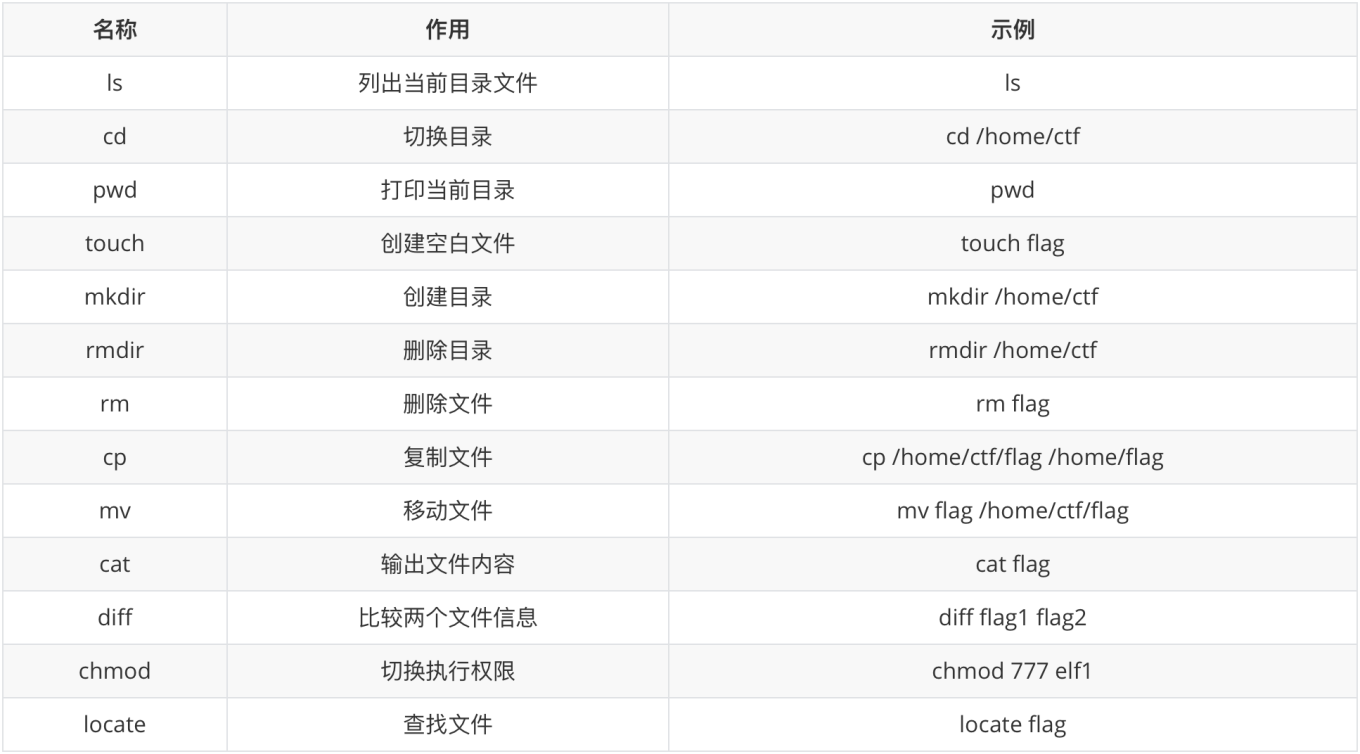 名称 作用 示例
ls 列出当前目录文件 ls
cd 切换目录 cd /home/ctf
pwd 打印当前目录 pwd
touch 创建空白文件 touch flag
mkdir 创建目录 mkdir /home/ctf
rmdir 删除目录 rmdir /home/ctf
rm 删除文件 rm flag
cp 复制文件 cp /home/ctf/flag /home/flag
mv 移动文件 mv flag /home/ctf/flag
cat 输出文件内容 cat flag
diff 比较两个文件信息 diff flag1 flag2
chmod 切换执行权限 chmod 777 elf1
locate 查找文件 locate flag